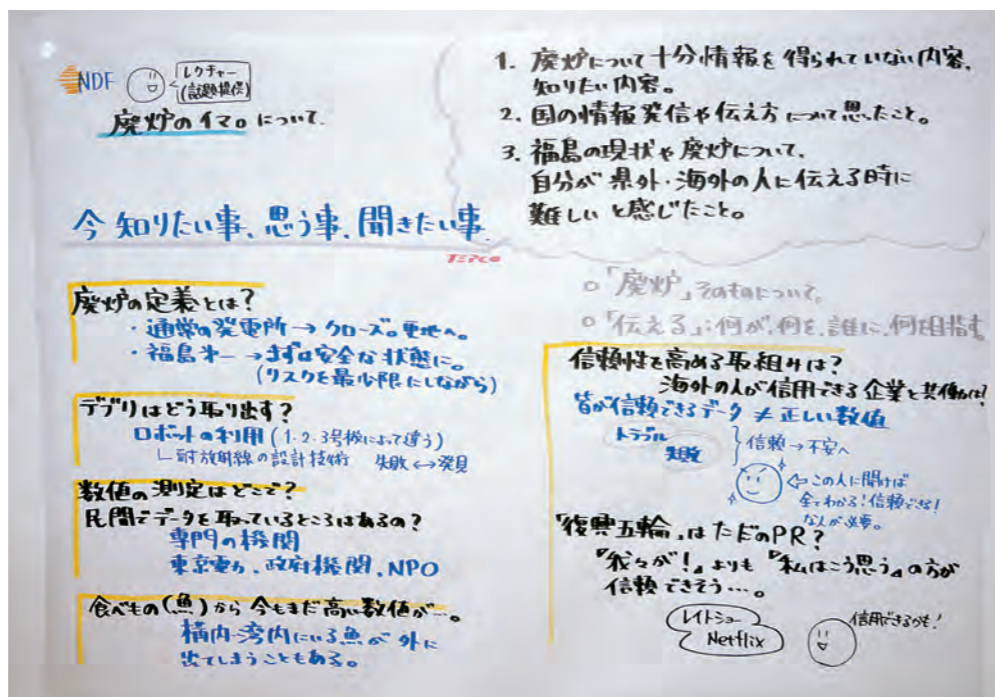 NDF
レクチャー
(話題提供)
廃炉のイマ。について.
1. 廃炉について十分情報を得られていない内容、
知りたい内容。
2. 国の情報発信や伝え方について思ったこと。
3. 福島の現状や廃炉について、
自分が県外・海外の人に伝える時に
難しいと感じたこと。
今知りたい事、思う事、聞きたい事.
TEPCO
廃炉の定義とは?
・通常の発電所→クローズ。更地へ。
・福島第一→まずは安全な状態に。
(リスクを最少限にしながら)
デブリはどう取り出す?
ロボットの利用(1・2・3号機によって違う)
└耐放射線の設計技術 失敗↔発見
数値の測定はどこで?
民間でデータを取っているところはあるの?
専門の機関
東京電力、政府機関、NPO
食べもの(魚)から今もまだ高い数値が…。
構内-湾内にいる魚が外に
出てしまうこともある。
○「廃炉」そのものについて。
○「伝える」:何が、何を、誰に、何目指す
信頼性を高める取組みは?
海外の人が信用できる企業と共働は?
皆が信頼できるデータ≠正しい数値
トラブル
失敗
信頼→不安へ
⇦この人に聞けば
全てわかる!信頼できる!
な人が必要。
「復興五輪」はただのPR?
『我々が!』よりも『私はこう思う』の方が
信頼できそう…。
レイトショー
Netflix
信用できるかも!